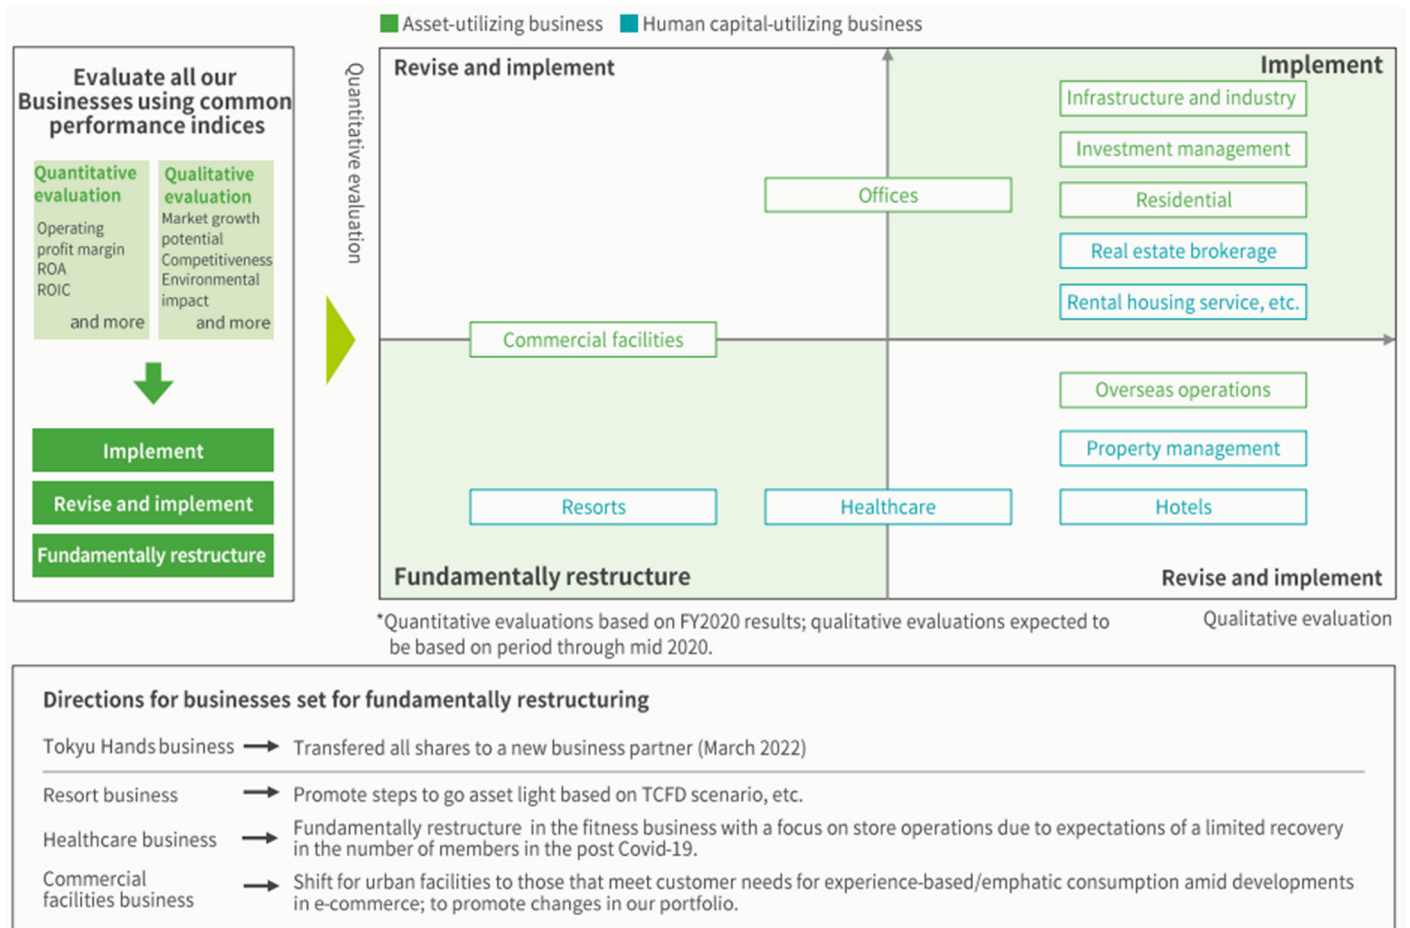 Asset-utilizing business
Human capital-utilizing business
Evaluate all our
Businesses using common
performance indices
Quantitative
evaluation
Operating
profit margin
ROA
ROIC
and more
Qualitative
evaluation
Market growth
potential
Competitiveness
Environmental
impact
and more
Implement
Revise and implement
Fundamentally restructure
Quantitative evaluation
Revise and implement
Implement
Infrastructure and industry
Investment management
Offices
Residential
Real estate brokerage
Rental housing service, etc.
Commercial facilities
Overseas operations
Property management
Resorts
Healthcare
Hotels
Fundamentally restructure
Revise and implement
Qualitative evaluation
*Quantitative evaluations based on FY2020 results; qualitative evaluations expected to
be based on period through mid 2020.
Directions for businesses set for fundamentally restructuring
Tokyu Hands business
Transfered all shares to a new business partner (March 2022)
Resort business
Promote steps to go asset light based on TCFD scenario, etc.
Healthcare business
Fundamentally restructure in the fitness business with a focus on store operations due to expectations of a limited recovery
in the number of members in the post Covid-19.
Commercial
facilities business
Shift for urban facilities to those that meet customer needs for experience-based/emphatic consumption amid developments
in e-commerce; to promote changes in our portfolio.